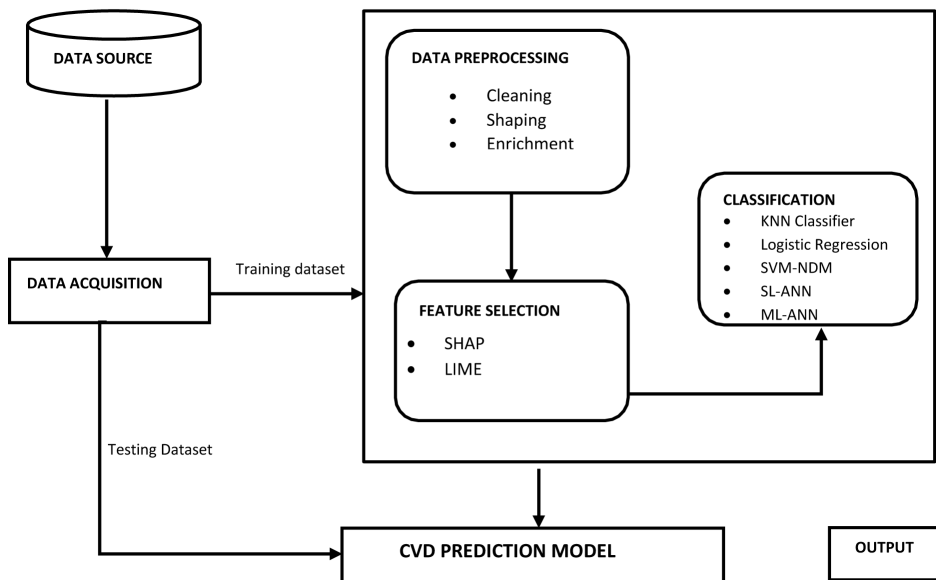 DATA SOURCE
DATA PREPROCESSING
• Cleaning
• Shaping
• Enrichment
CLASSIFICATION
• KNN Classifier
• Logistic Regression
• SVM-NDM
• SL-ANN
• ML-ANN
Training dataset
DATA ACQUISITION
FEATURE SELECTION
• SHAP
• LIME
Testing Dataset
CVD PREDICTION MODEL
OUTPUT